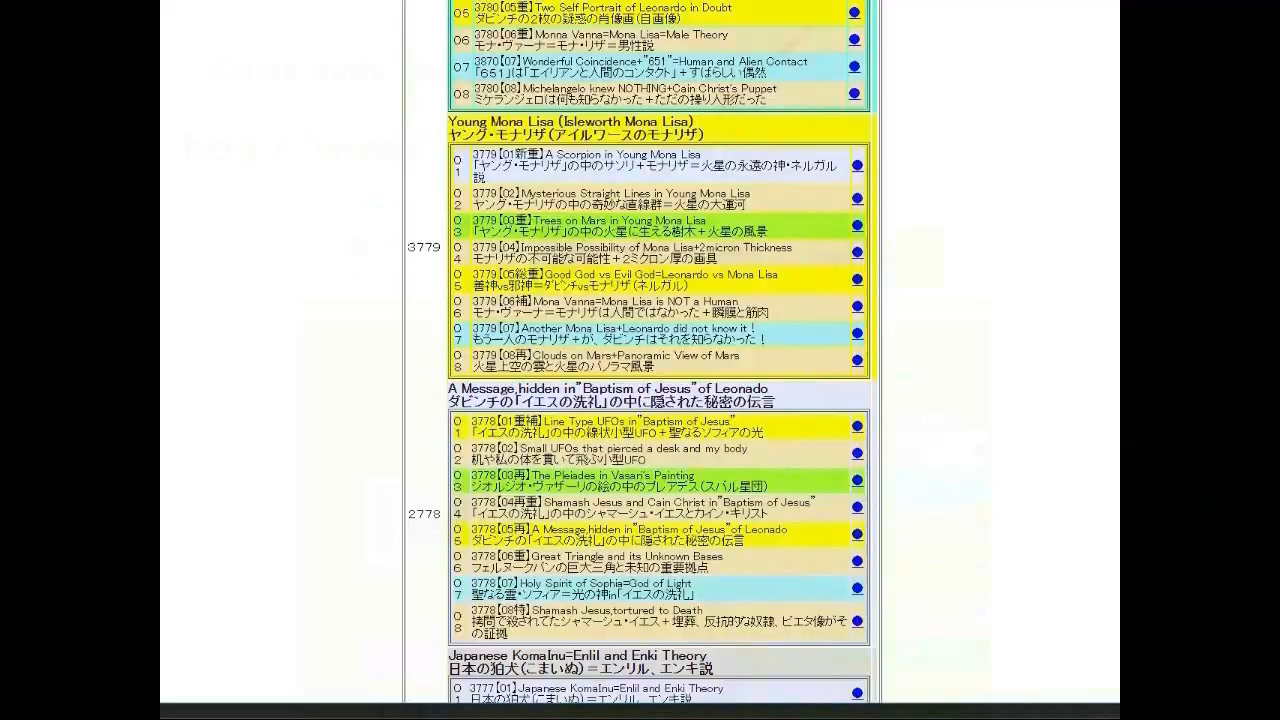 05
3780【05重】Two Self Portrait of Leonardo in Doubt
ダビンチの2枚の疑惑の肖像画(自画像)
06
3780【06重】Monna Vanna=Mona Lisa=Male Theory
モナ・ヴァーナ=モナ・リザ=男性説
07
3870【07】Wonderful Coincidence+"651"=Human and Alien Contact
「651」は「エイリアンと人間のコンタクト」+すばらしい偶然
08
3780【08】Michelangelo knew NOTHING+Cain Christ's Puppet
ミケランジェロは何も知らなかった+ただの操り人形だった
Young Mona Lisa (Isleworth Mona Lisa)
ヤング・モナリザ(アイルワースのモナリザ)
3779
01
3779【01新重】A Scorpion in Young Mona Lisa
「ヤング・モナリザ」の中のサソリ+モナリザ=火星の永遠の神・ネルガル
説
02
3779【02】Mysterious Straight Lines in Young Mona Lisa
ヤング・モナリザの中の奇妙な直線群=火星の大運河
03
3779【03重】Trees on Mars in Young Mona Lisa
「ヤング・モナリザ」の中の火星に生える樹木+火星の風景
04
3779【04】Impossible Possibility of Mona Lisa+2micron Thickness
モナリザの不可能な可能性+2ミクロン厚の画具
05
3779【05総重】Good God vs Evil God=Leonardo vs Mona Lisa
善神vs邪神=ダビンチvsモナリザ(ネルガル)
06
3779【06補】Mona Vanna=Mona Lisa is NOT a Human
モナ・ヴァーナ=モナリザは人間ではなかった+瞬膜と筋肉
07
3779【07】Another Mona Lisa+Leonardo did not know it!
もう一人のモナリザ+が、ダビンチはそれを知らなかった!
08
3779【08再】Clouds on Mars+Panoramic View of Mars
火星上空の雲と火星のパノラマ風景
A Message,hidden in"Baptism of Jesus"of Leonado
ダビンチの「イエスの洗礼」の中に隠された秘密の伝言
2778
01
3778【01重補】Line Type UFOs in"Baptism of Jesus"
「イエスの洗礼」の中の線状小型UFO+聖なるソフィアの光
02
3778【02】Small UFOs that pierced a desk and my body
机や私の体を貫いて飛ぶ小型UFO
03
3778【03再】The Pleiades in Vasari's Painting
ジオルジオ・ヴァザーリの絵の中のプレアデス(スバル星団)
04
3778【04再重】Shamash Jesus and Cain Christ in"Baptism of Jesus"
「イエスの洗礼」の中のシャマーシュ・イエスとカイン・キリスト
05
3778【05再】A Message,hidden in"Baptism of Jesus"of Leonado
ダビンチの「イエスの洗礼」の中に隠された秘密の伝言
06
3778【06重】Great Triangle and its Unknown Bases
フェルヌークバンの巨大三角と未知の重要拠点
07
3778【07】Holy Spirit of Sophia=God of Light
聖なる霊・ソフィア=光の神in「イエスの洗礼」
08
3778【08特】Shamash Jesus,tortured to Death
拷問で殺されてたシャマーシュ・イエス+埋葬、反抗的な奴隷、ピエタ像がそ
の証拠
Japanese KomaInu=Enlil and Enki Theory
日本の狛犬(こまいぬ)=エンリル、エンキ説
01
3777【01】Japanese KomaInu=Enlil and Enki Theory
日本の狛犬(こまいぬ)=エンリル、エンキ説